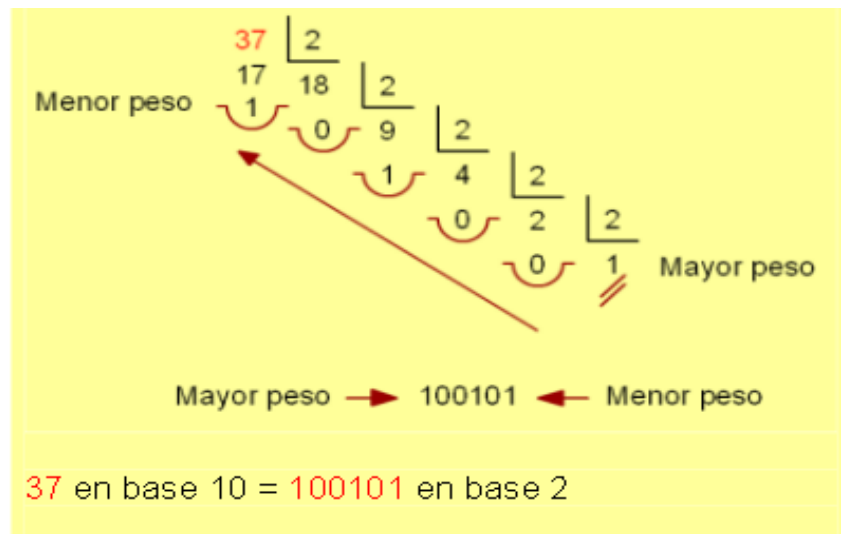 37 2
17 18 2
Menor peso 1 0 9 2
1 4 2
0 2 2
0 1 Mayor peso
Mayor peso 100101 Menor peso
37 en base 10 = 100101 en base 2